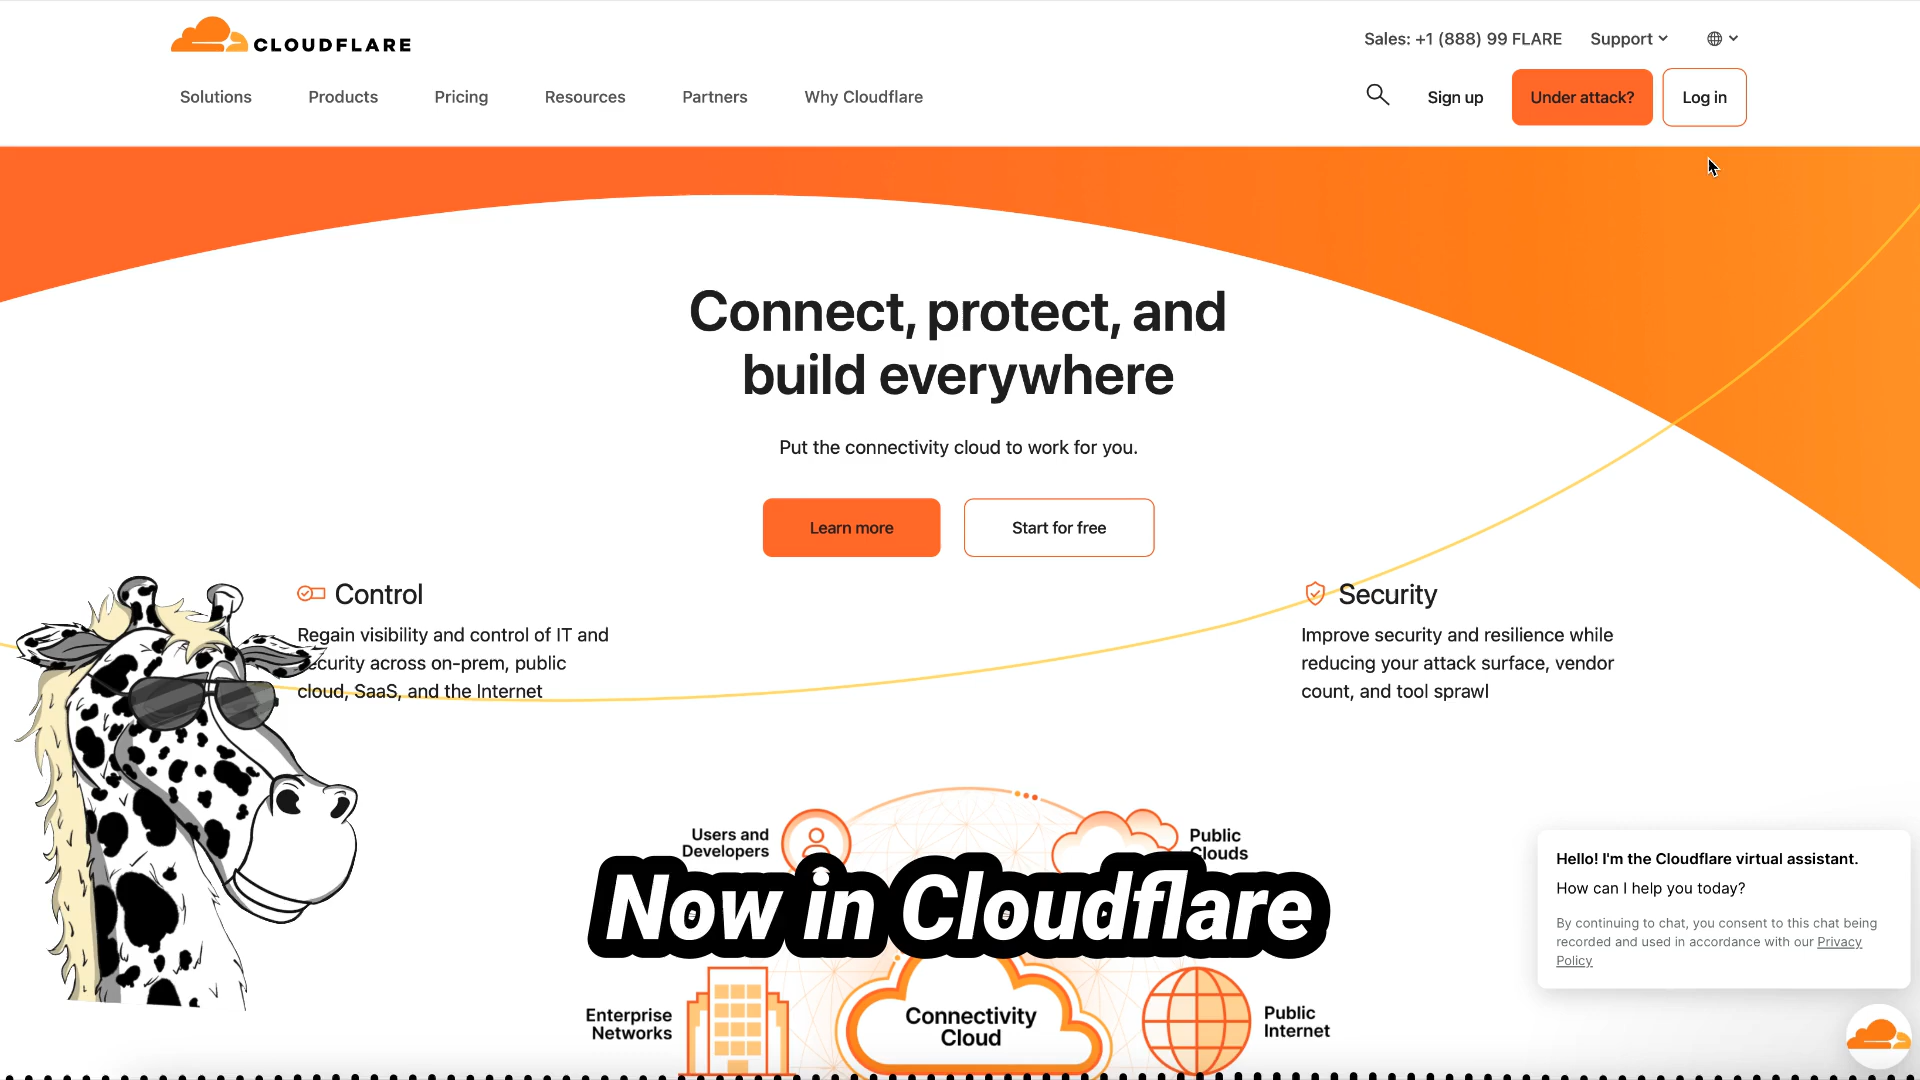 CLOUDFLARE
Sales: +1 (888) 99 FLARE
Support
Solutions
Products
Pricing
Resources
Partners
Why Cloudflare
Sign up
Under attack?
Log in
Connect, protect, and
build everywhere
Put the connectivity cloud to work for you.
Learn more
Start for free
Control
Regain visibility and control of IT and
security across on-prem, public
cloud, SaaS, and the Internet
Security
Improve security and resilience while
reducing your attack surface, vendor
count, and tool sprawl
Users and
Developers
Public
Clouds
Now in Cloudflare
Enterprise
Networks
Connectivity
Cloud
Public
Internet
Hello! I'm the Cloudflare virtual assistant.
How can I help you today?
By continuing to chat, you consent to this chat being
recorded and used in accordance with our Privacy
Policy.